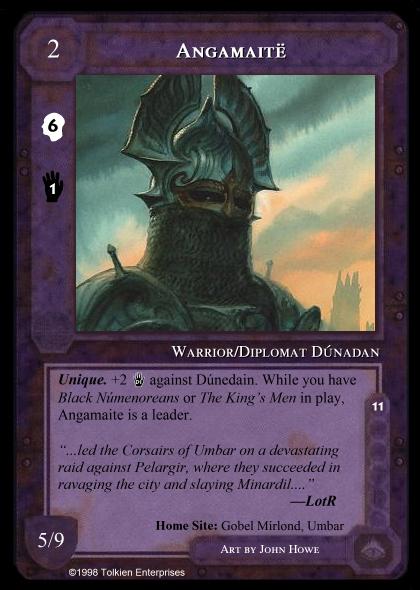 2
ANGAMAITË
6
1
WARRIOR/DIPLOMAT DÚNADAN
Unique. +2 against Dúnedain. While you have
Black Númenoreans or The King's Men in play,
Angamaite is a leader.
11
“...led the Corsairs of Umbar on a devastating
raid against Pelargir, where they succeeded in
ravaging the city and slaying Minardil....”
—LotR
Home Site: Gobel Mirlond, Umbar
5/9
ART BY JOHN HOWE
©1998 Tolkien Enterprises